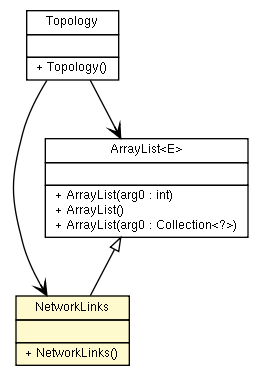 Topology
+ Topology()
ArrayList<E>
+ ArrayList(arg0 : int)
+ ArrayList()
+ ArrayList(arg0 : Collection<?>)
NetworkLinks
+ NetworkLinks()